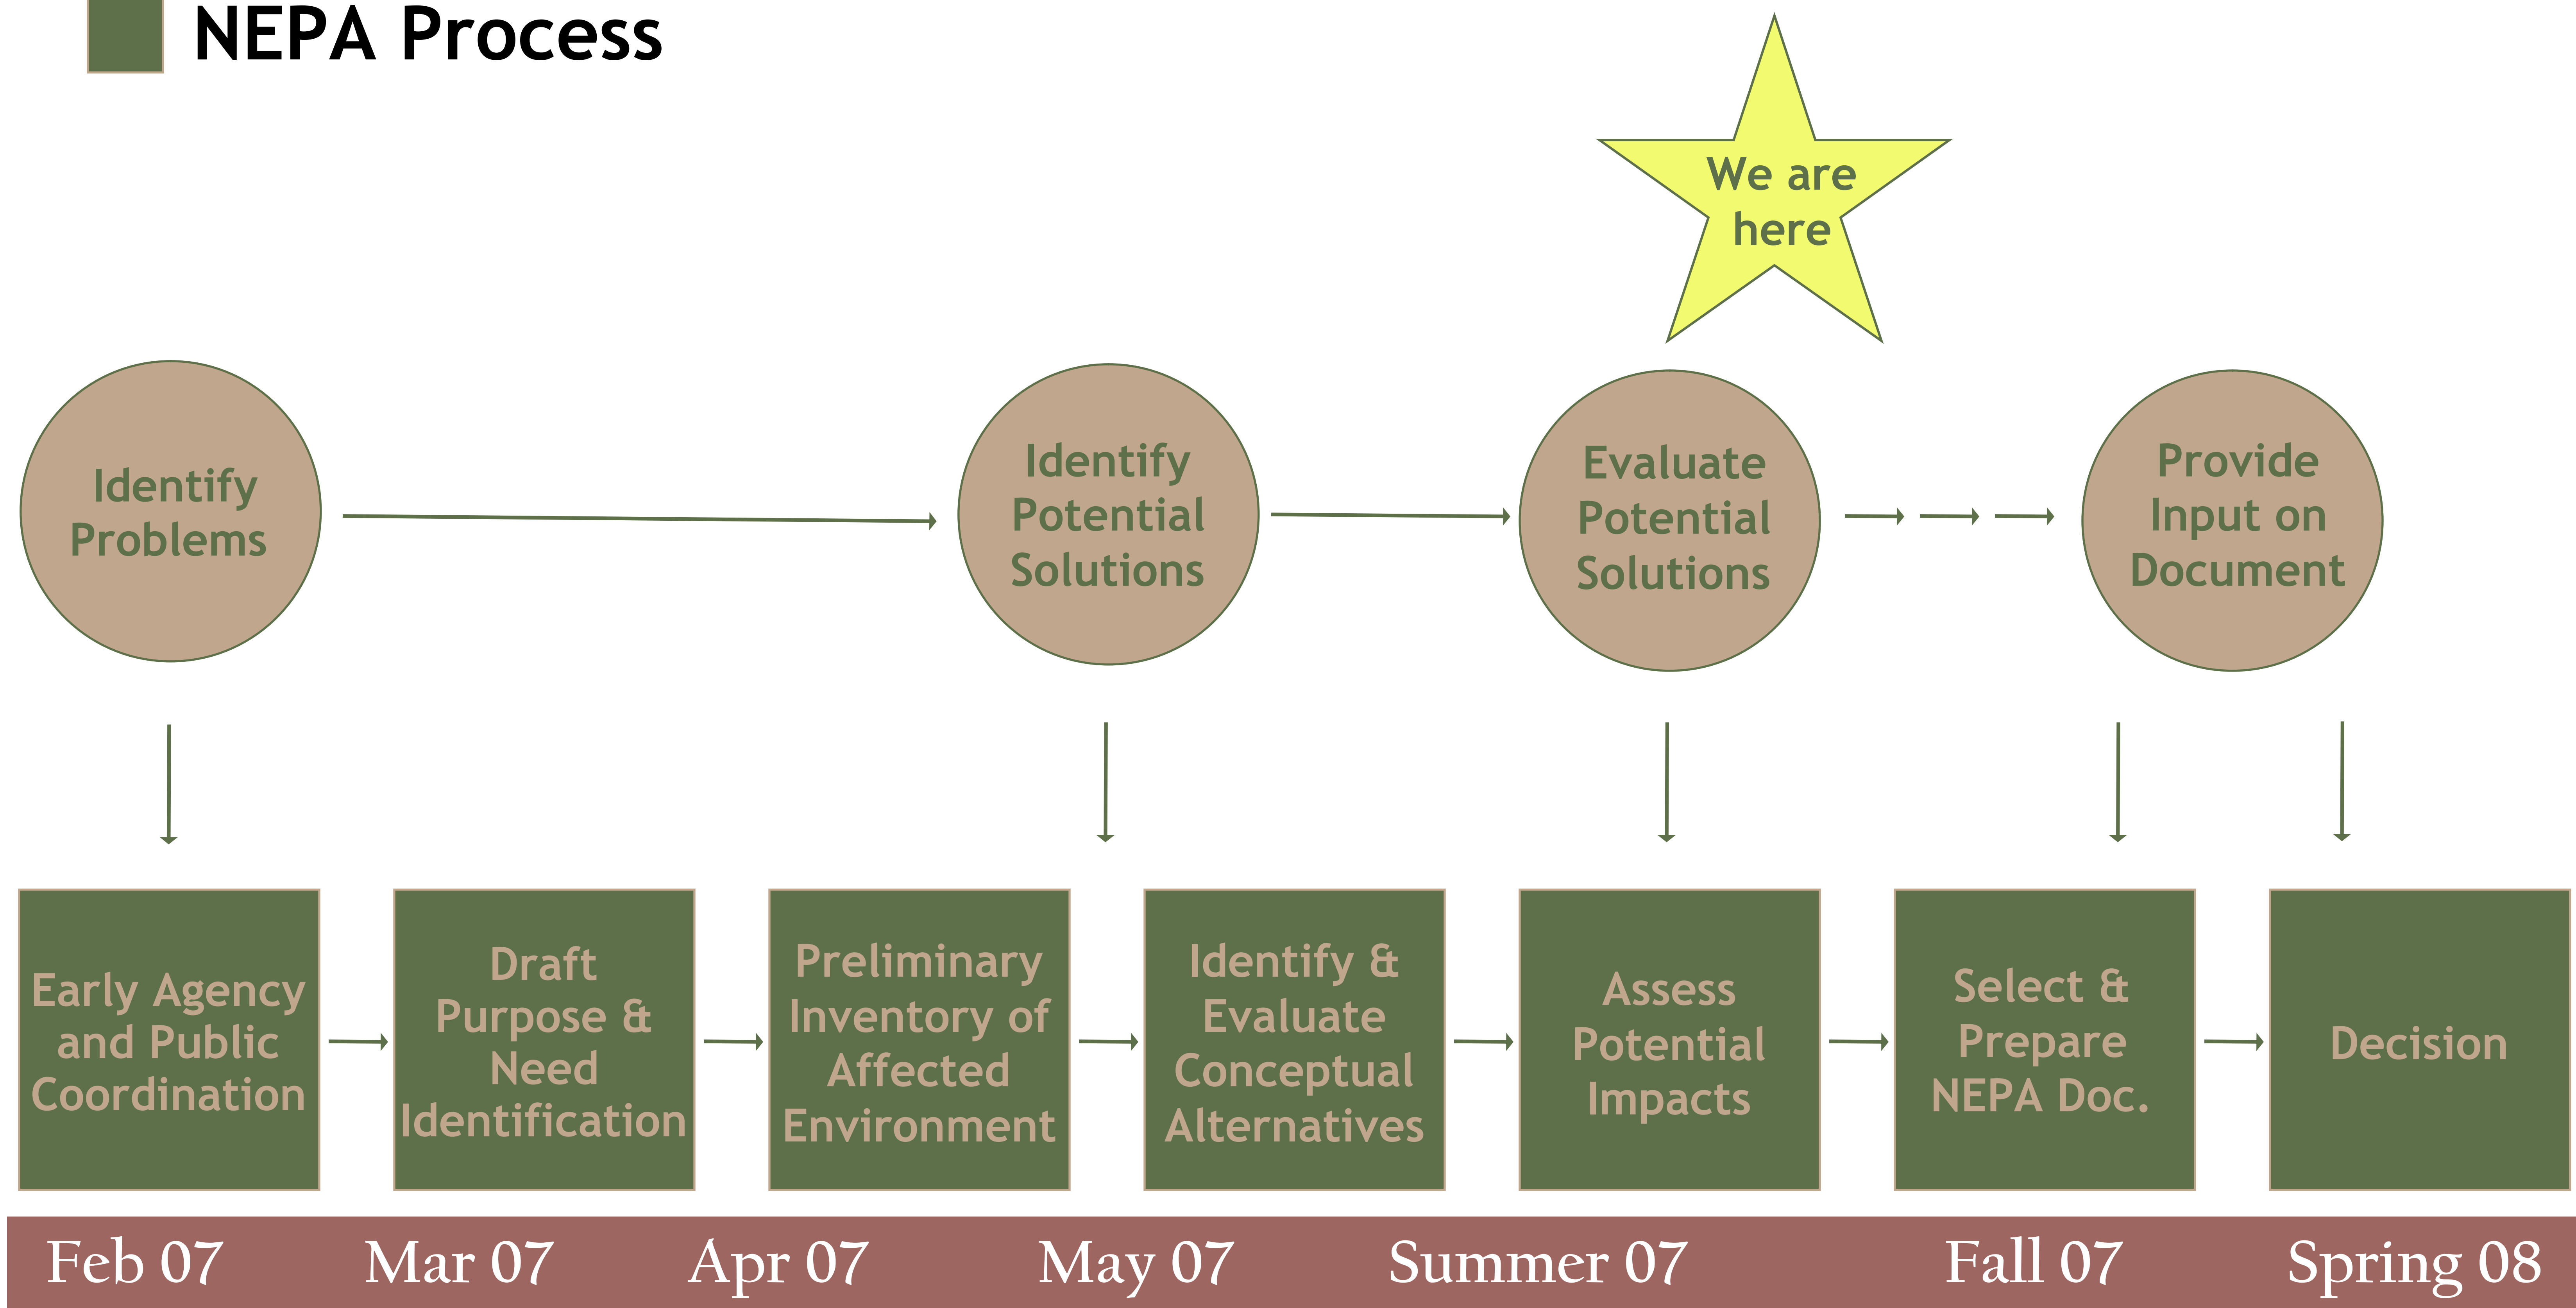 NEPA Process
We are
here
Identify
Problems
Identify
Potential
Solutions
Evaluate
Potential
Solutions
Provide
Input on
Document
Early Agency
and Public
Coordination
Draft
Purpose &
Need
Identification
Preliminary
Inventory of
Affected
Environment
Identify &
Evaluate
Conceptual
Alternatives
Assess
Potential
Impacts
Select &
Prepare
NEPA Doc.
Decision
Feb 07
Mar 07
Apr 07
May 07
Summer 07
Fall 07
Spring 08